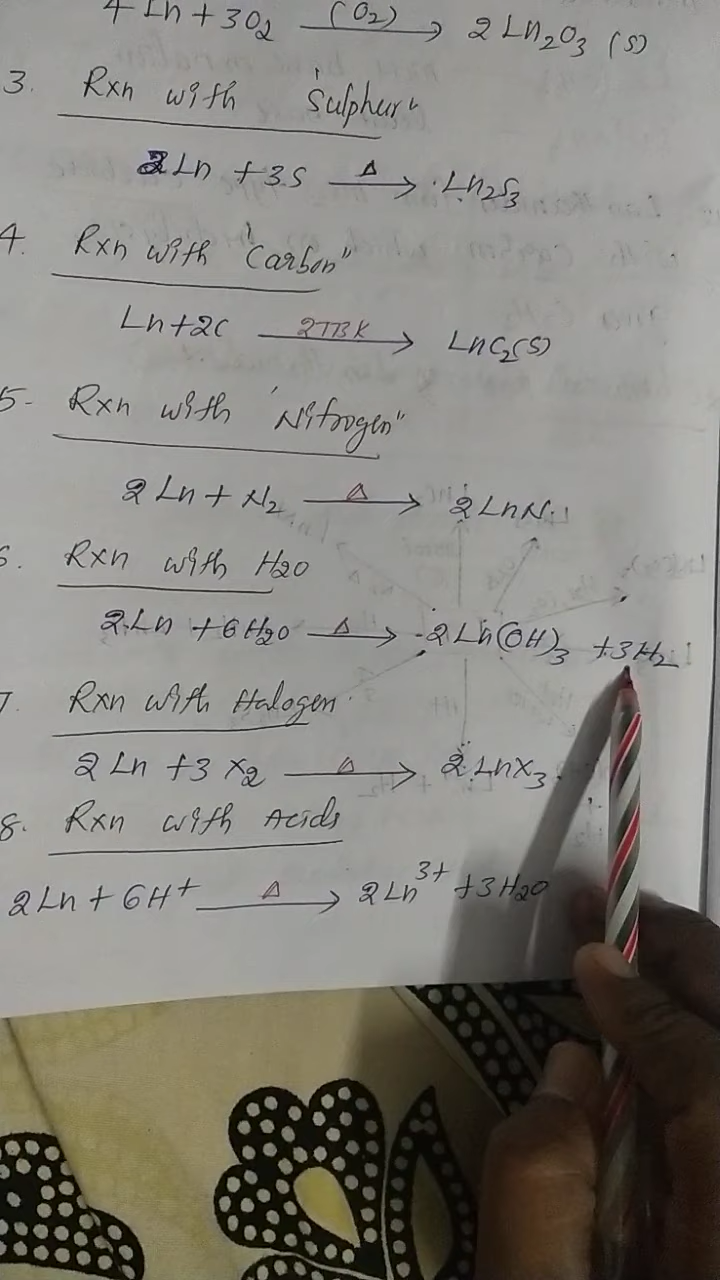 4Ln + 3O2 (O2) → 2Ln2O3 (s)
3. Rxn with 'Sulphur"
2Ln + 3S Δ→ Ln2S3
4. Rxn with 'Carbon"
Ln + 2C 2773K→ LnC2(s)
5- Rxn with 'Nitrogen"
2Ln + N2 Δ→ 2LnN
6. Rxn with H2O
2Ln + 6H2O Δ→ 2Ln(OH)3 + 3H2
7. Rxn with Halogen
2Ln + 3X2 Δ→ 2LnX3
8. Rxn with Acids
2Ln + 6H+ Δ→ 2Ln3+ + 3H2O